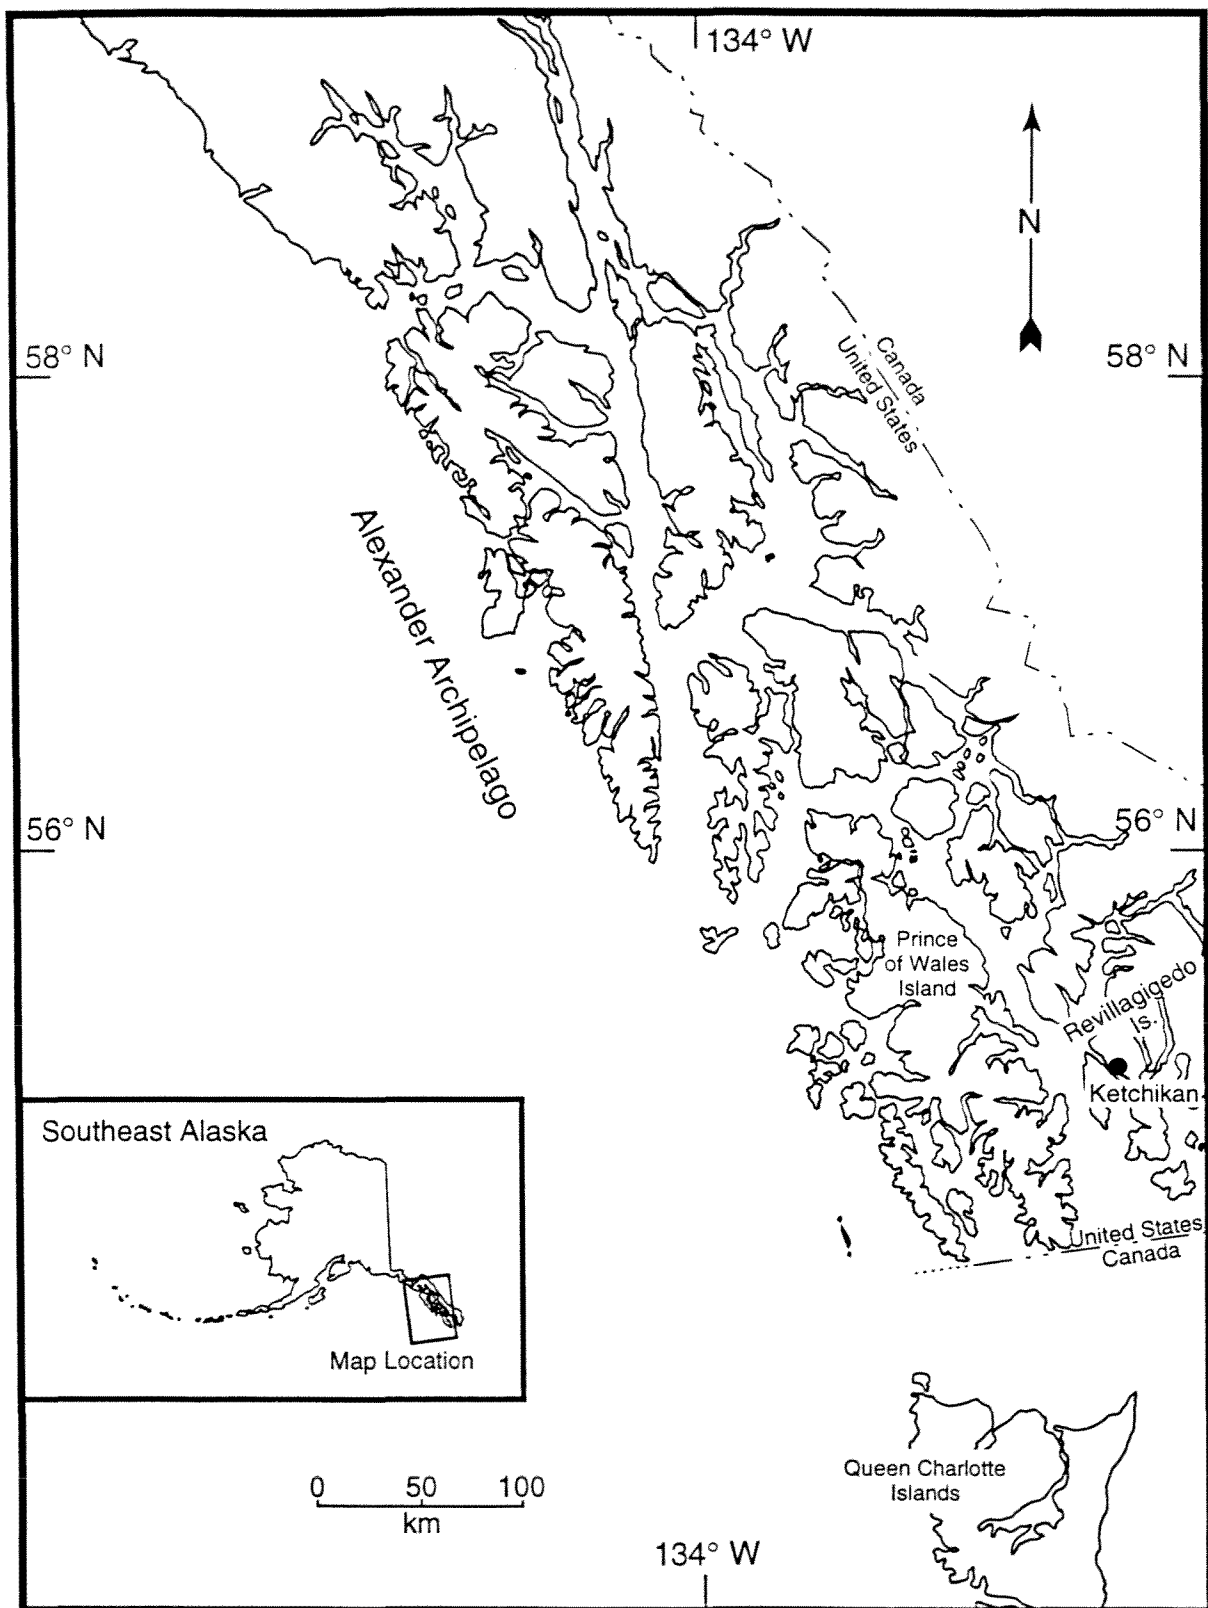 134° W
N
58° N
58° N
Canada
United States
Alexander Archipelago
56° N
56° N
Prince
of Wales
Island
Revillagigedo
Is.
Ketchikan
Southeast Alaska
United States
Canada
Map Location
Queen Charlotte
Islands
0 50 100
km
134° W